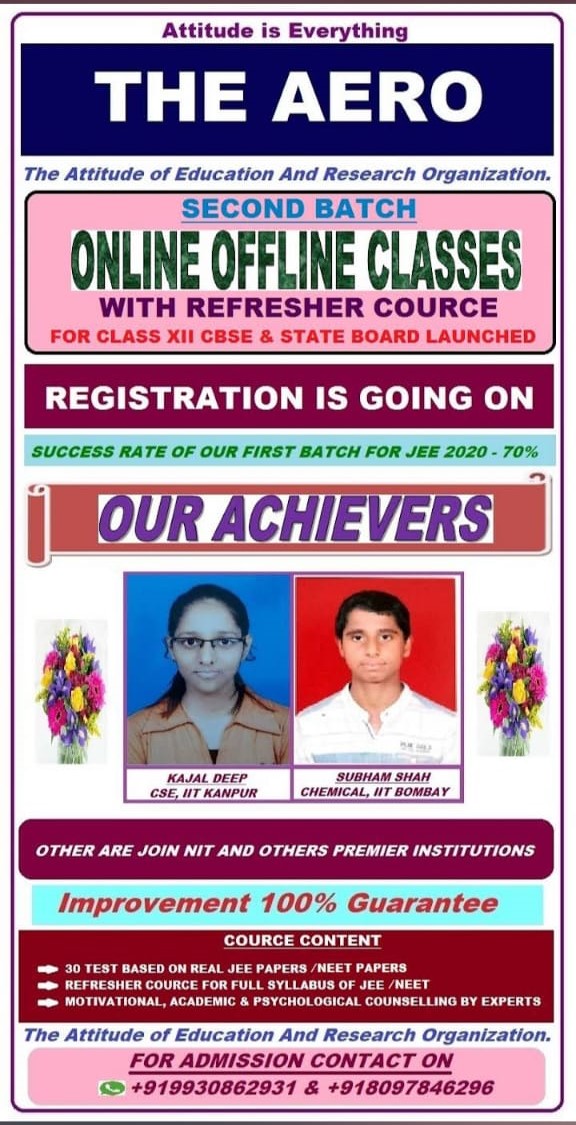 Attitude is Everything
THE AERO
The Attitude of Education And Research Organization.
SECOND BATCH
ONLINE OFFLINE CLASSES
WITH REFRESHER COURCE
FOR CLASS XII CBSE & STATE BOARD LAUNCHED
REGISTRATION IS GOING ON
SUCCESS RATE OF OUR FIRST BATCH FOR JEE 2020 - 70%
OUR ACHIEVERS
KAJAL DEEP
CSE, IIT KANPUR
SUBHAM SHAH
CHEMICAL, IIT BOMBAY
OTHER ARE JOIN NIT AND OTHERS PREMIER INSTITUTIONS
Improvement 100% Guarantee
COURCE CONTENT
30 TEST BASED ON REAL JEE PAPERS /NEET PAPERS
REFRESHER COURCE FOR FULL SYLLABUS OF JEE /NEET
MOTIVATIONAL, ACADEMIC & PSYCHOLOGICAL COUNSELLING BY EXPERTS
The Attitude of Education And Research Organization.
FOR ADMISSION CONTACT ON
+919930862931 & +918097846296